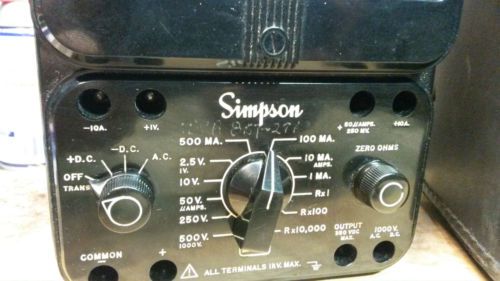 Simpson
-10A.
+1V.
+ 50µAMPS.
250 MV.
+10A.
500 MA.
100 MA.
2.5 V.
1V.
10 MA.
AMPS.
10 V.
1 MA.
50 V.
µAMPS.
R x 1
250 V.
R x 100
500 V.
1000V.
R x 10,000
+D.C.
-D.C.
A.C.
OFF
TRANS
ZERO OHMS
COMMON
-
+
OUTPUT
350 VDC
MAX.
1000 V.
A.C. D.C.
ALL TERMINALS 1KV. MAX.